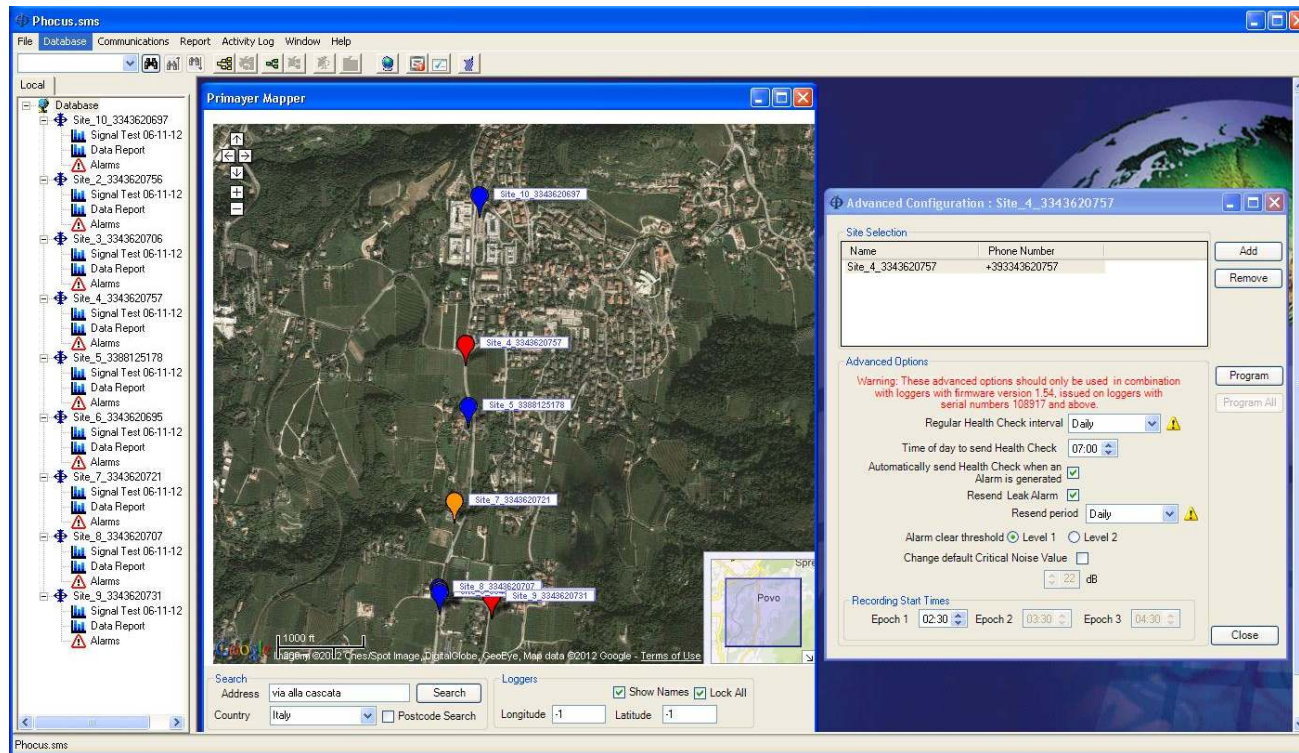 Phocus.sms
File Database Communications Report Activity Log Window Help
Local
Database
Site_10_3343620697
Signal Test 06-11-12
Data Report
Alarms
Site_2_3343620756
Signal Test 06-11-12
Data Report
Alarms
Site_3_3343620706
Signal Test 06-11-12
Data Report
Alarms
Site_4_3343620757
Signal Test 06-11-12
Data Report
Alarms
Site_5_3388125178
Signal Test 06-11-12
Data Report
Alarms
Site_6_3343620695
Signal Test 06-11-12
Data Report
Alarms
Site_7_3343620721
Signal Test 06-11-12
Data Report
Alarms
Site_8_3343620707
Signal Test 06-11-12
Data Report
Alarms
Site_9_3343620731
Signal Test 06-11-12
Data Report
Alarms
Primayer Mapper
Site_10_3343620697
Site_4_3343620757
Site_5_3388125178
Site_7_3343620721
Site_8_3343620707
Site_9_3343620731
Povo
1000 ft
©2012 Cnes/Spot Image, DigitalGlobe, GeoEye, Map data ©2012 Google - Terms of Use
Search
Address via alla cascata Search
Country Italy Postcode Search
Loggers
Show Names Lock All
Longitude -1 Latitude -1
Advanced Configuration : Site_4_3343620757
Site Selection
Name Phone Number
Site_4_3343620757 +393343620757
Add
Remove
Advanced Options
Warning: These advanced options should only be used in combination
with loggers with firmware version 1.54, issued on loggers with
serial numbers 108917 and above.
Program
Program All
Regular Health Check interval Daily
Time of day to send Health Check 07:00
Automatically send Health Check when an
Alarm is generated
Resend Leak Alarm
Resend period Daily
Alarm clear threshold Level 1 Level 2
Change default Critical Noise Value
22 dB
Recording Start Times
Epoch 1 02:30 Epoch 2 03:30 Epoch 3 04:30
Close
Phocus.sms